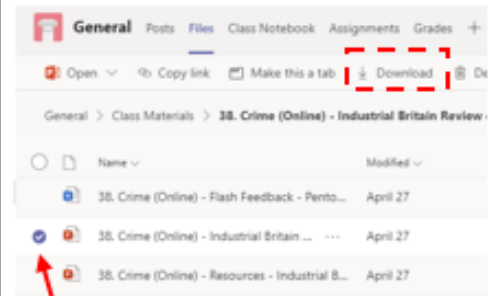 General Posts Files Class Notebook Assignments Grades +
Open Copy link Make this a tab Download De
General > Class Materials > 38. Crime (Online) - Industrial Britain Review -
Name Modified
38. Crime (Online) - Flash Feedback - Pento... April 27
38. Crime (Online) - Industrial Britain ... ··· April 27
38. Crime (Online) - Resources - Industrial B... April 27